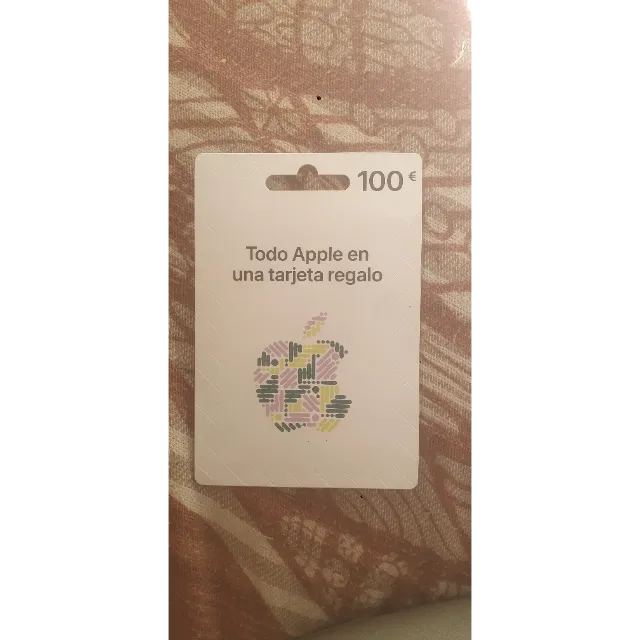 100€
Todo Apple en
una tarjeta regalo